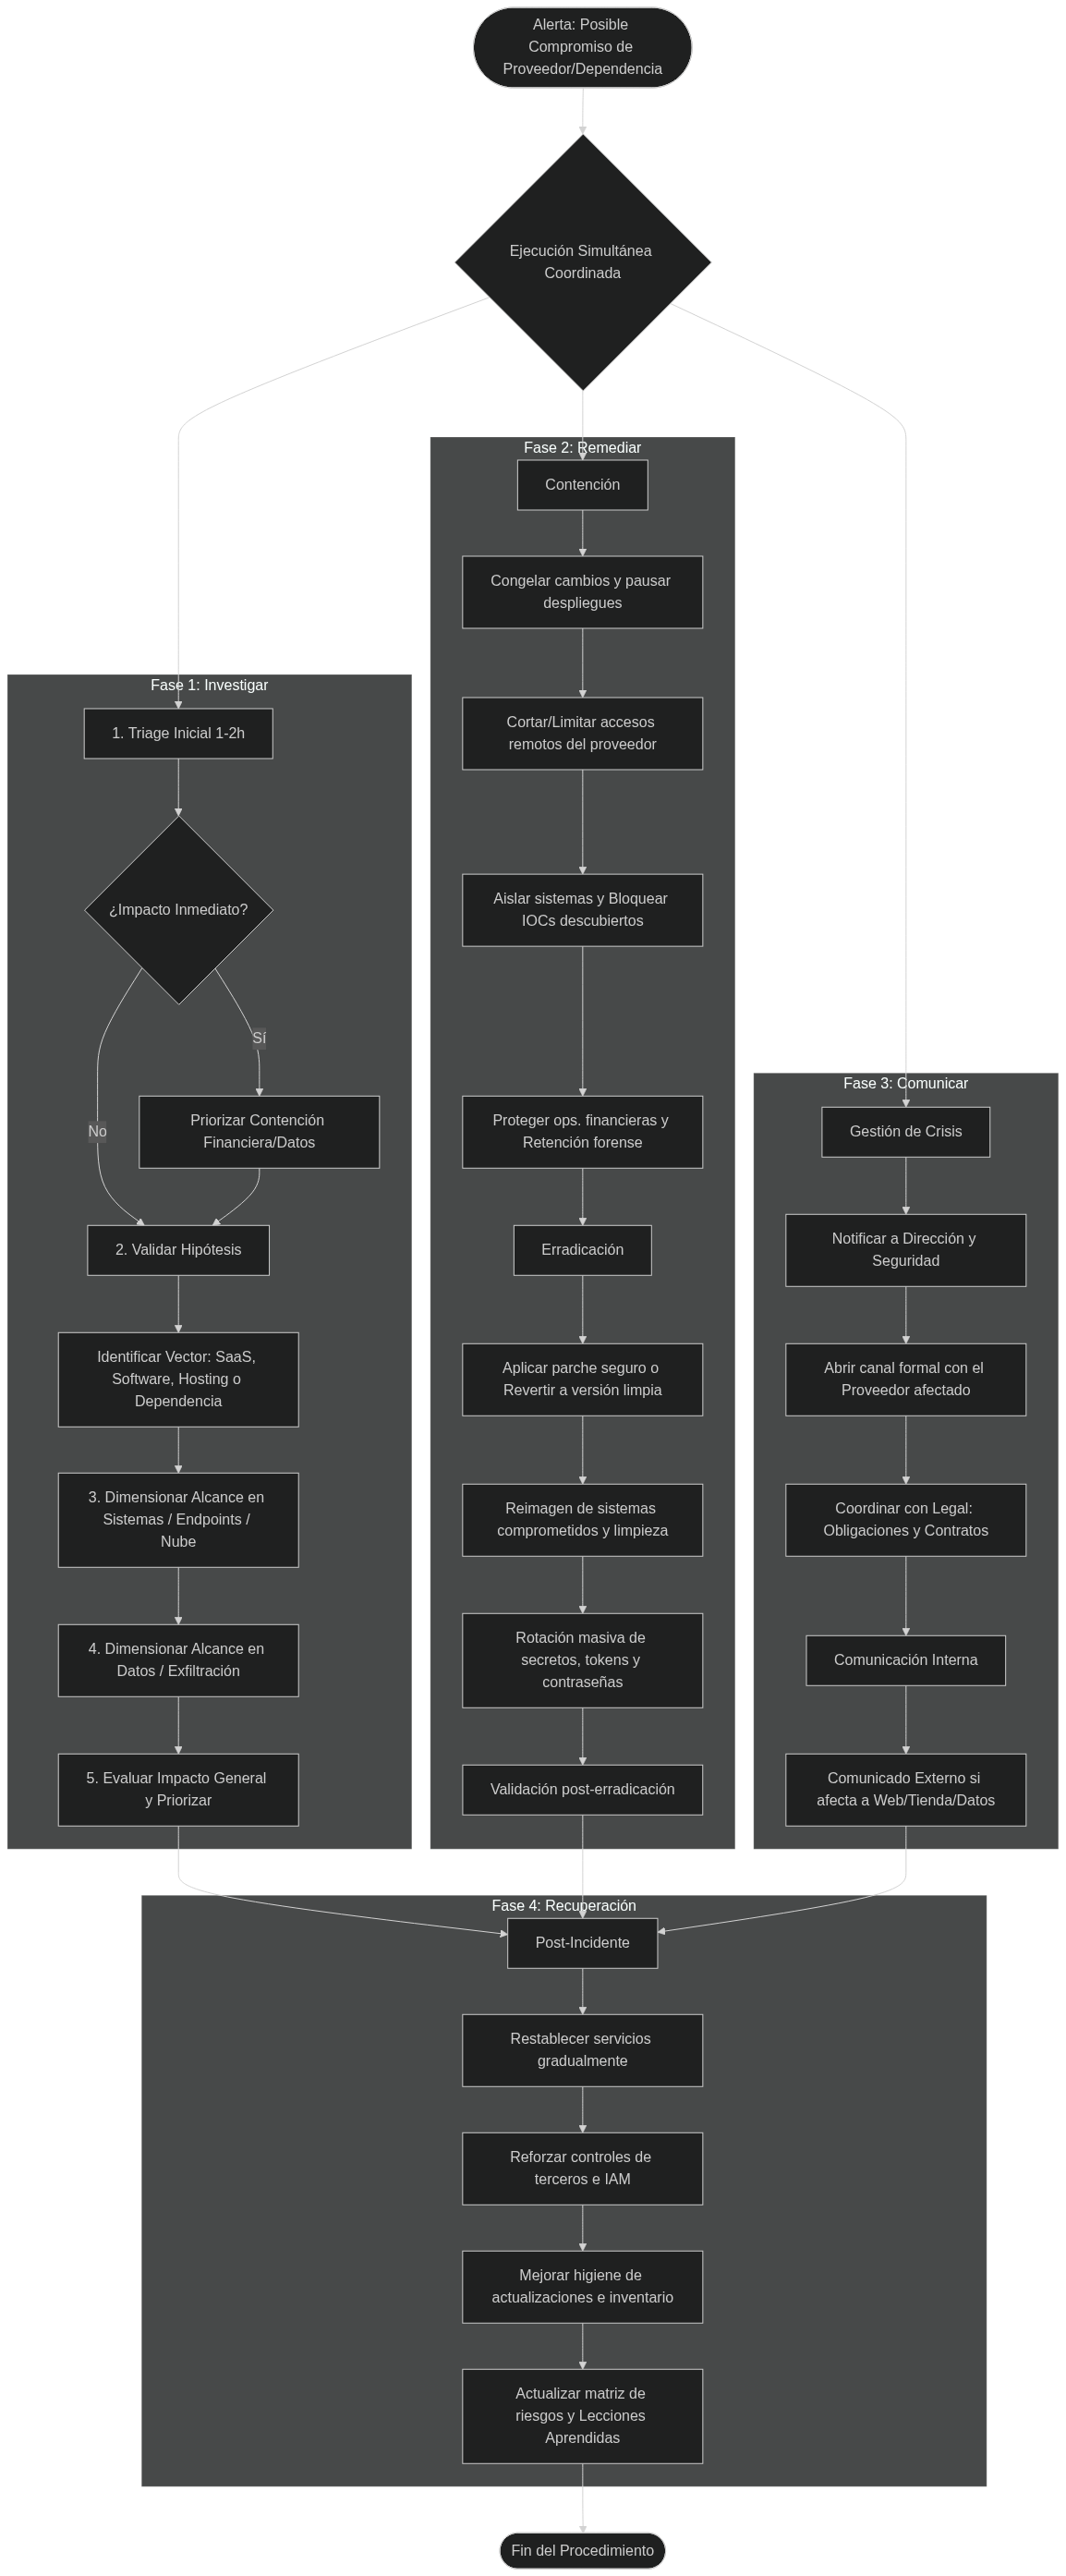 Alerta: Posible
Compromiso de
Proveedor/Dependencia
Ejecución Simultánea
Coordinada
Fase 1: Investigar
1. Triage Inicial 1-2h
¿Impacto Inmediato?
Sí
No
Priorizar Contención
Financiera/Datos
2. Validar Hipótesis
Identificar Vector: SaaS,
Software, Hosting o
Dependencia
3. Dimensionar Alcance en
Sistemas / Endpoints /
Nube
4. Dimensionar Alcance en
Datos / Exfiltración
5. Evaluar Impacto General
y Priorizar
Fase 2: Remediar
Contención
Congelar cambios y pausar
despliegues
Cortar/Limitar accesos
remotos del proveedor
Aislar sistemas y Bloquear
IOCs descubiertos
Proteger ops. financieras y
Retención forense
Erradicación
Aplicar parche seguro o
Revertir a versión limpia
Reimagen de sistemas
comprometidos y limpieza
Rotación masiva de
secretos, tokens y
contraseñas
Validación post-erradicación
Fase 3: Comunicar
Gestión de Crisis
Notificar a Dirección y
Seguridad
Abrir canal formal con el
Proveedor afectado
Coordinar con Legal:
Obligaciones y Contratos
Comunicación Interna
Comunicado Externo si
afecta a Web/Tienda/Datos
Fase 4: Recuperación
Post-Incidente
Restablecer servicios
gradualmente
Reforzar controles de
terceros e IAM
Mejorar higiene de
actualizaciones e inventario
Actualizar matriz de
riesgos y Lecciones
Aprendidas
Fin del Procedimiento